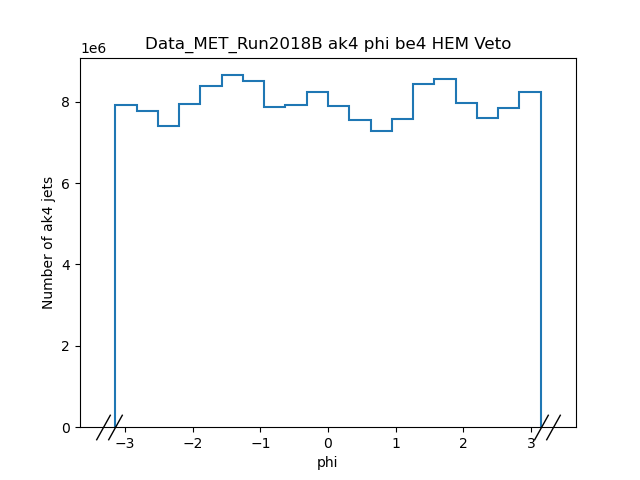 Data_MET_Run2018B ak4 phi be4 HEM Veto
1e6
8
6
4
2
0
Number of ak4 jets
−3 −2 −1 0 1 2 3
phi